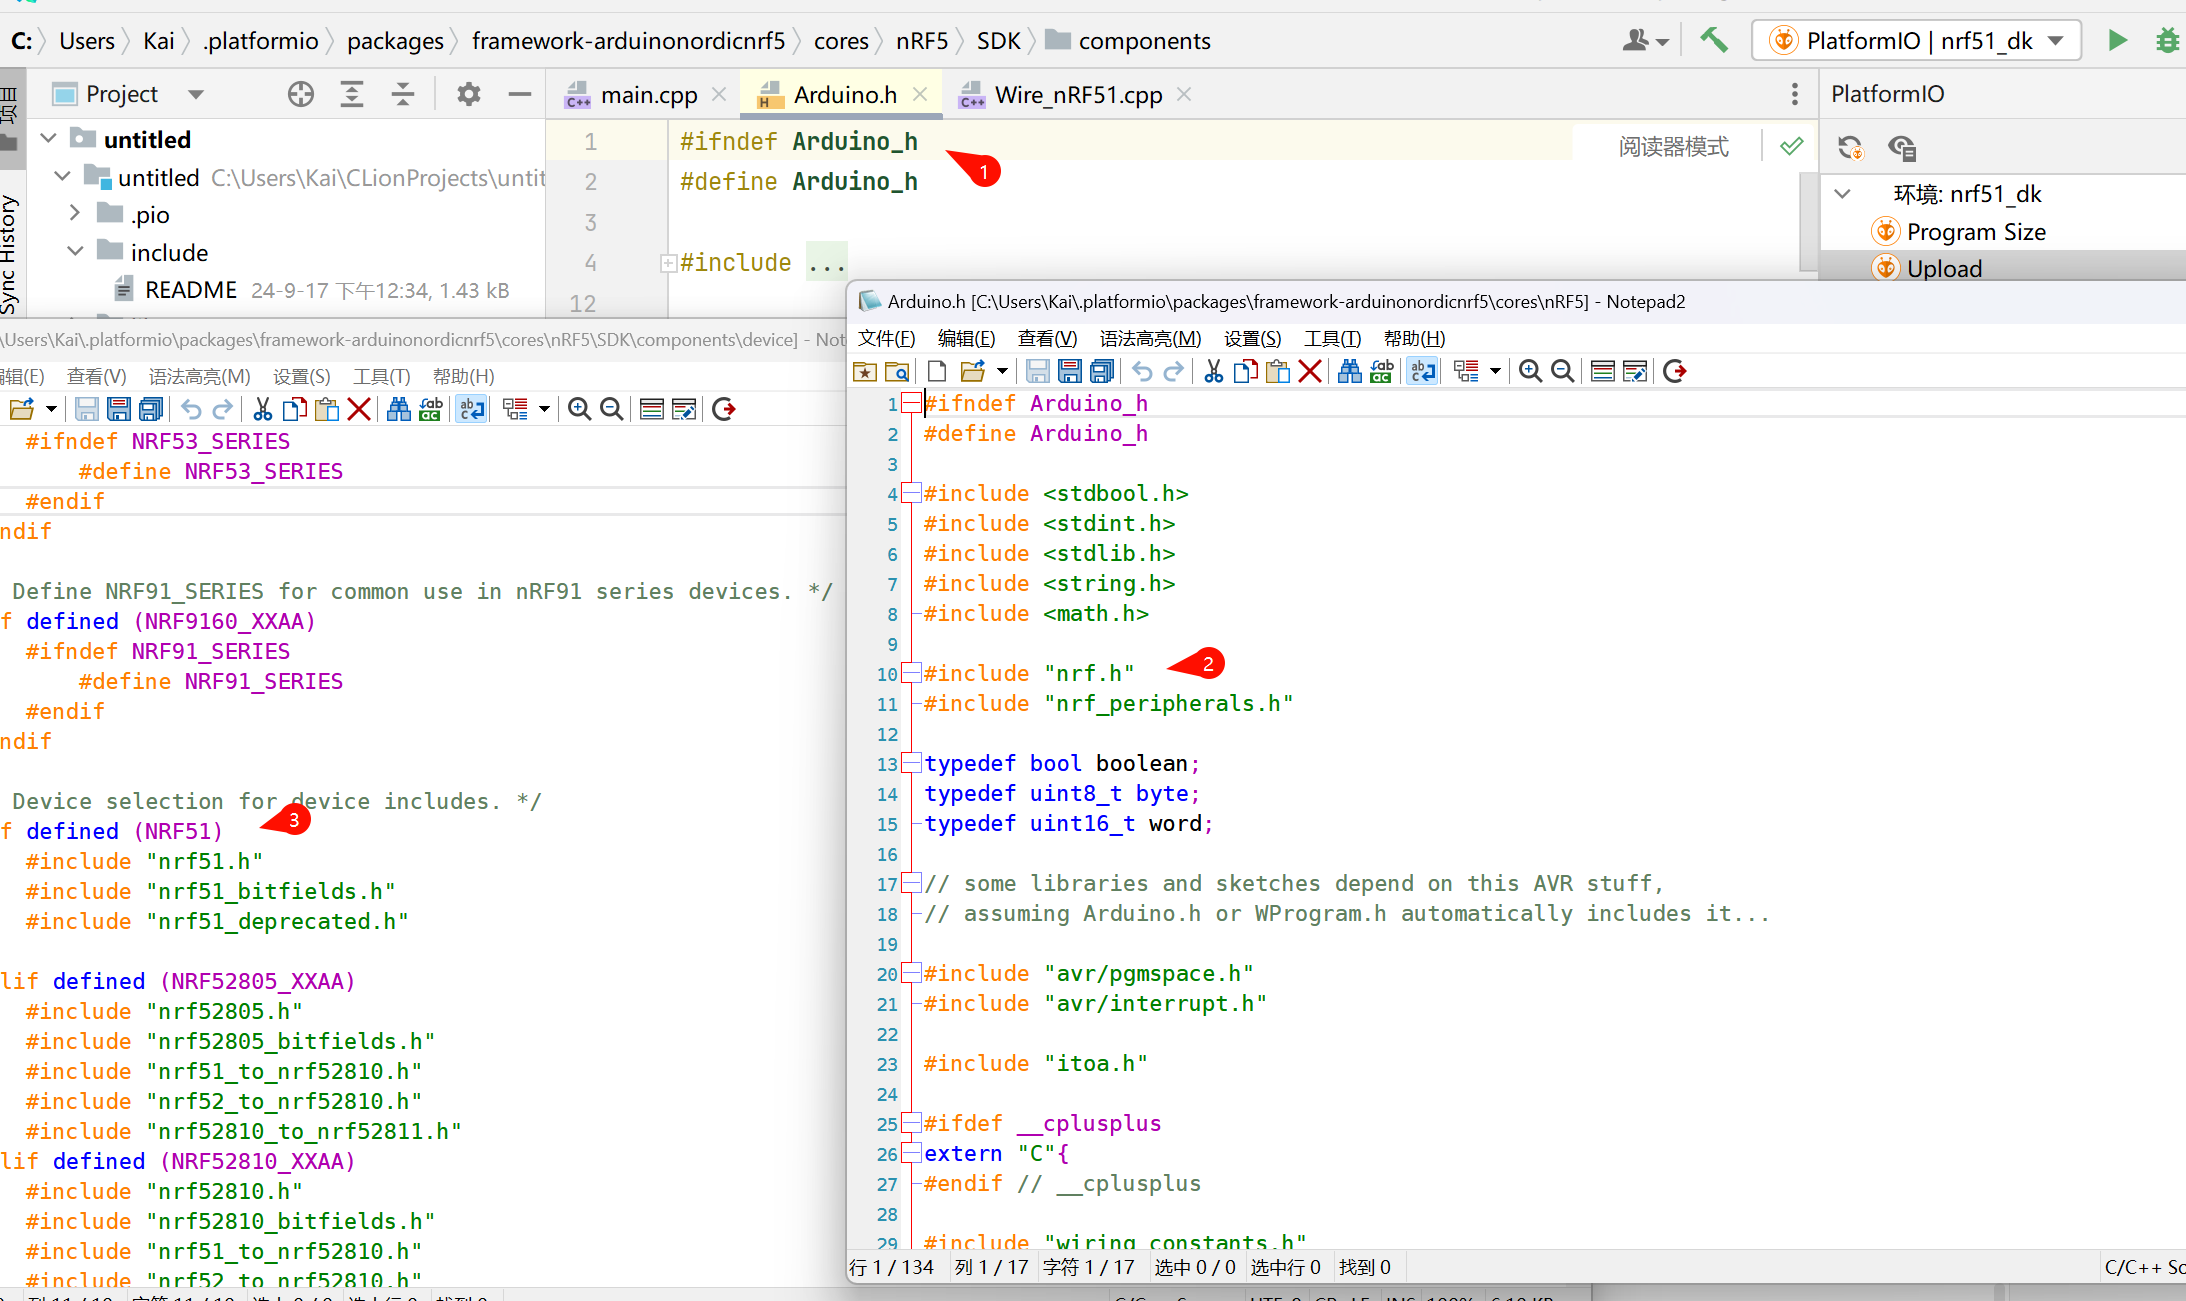 C: Users Kai .platformio packages framework-arduinonordicnrf5 cores nRF5 SDK components
PlatformIO | nrf51_dk
项目
Sync History
Project
untitled
untitled C:\Users\Kai\CLionProjects\untit
.pio
include
README 24-9-17 下午12:34, 1.43 kB
main.cpp
Arduino.h
Wire_nRF51.cpp
1 #ifndef Arduino_h
2 #define Arduino_h
3
4 #include ...
12
1
阅读器模式
PlatformIO
环境: nrf51_dk
Program Size
Upload
\Users\Kai\.platformio\packages\framework-arduinonordicnrf5\cores\nRF5\SDK\components\device] - Not
编辑(E) 查看(V) 语法高亮(M) 设置(S) 工具(T) 帮助(H)
#ifndef NRF53_SERIES
#define NRF53_SERIES
#endif
ndif
Define NRF91_SERIES for common use in nRF91 series devices. */
f defined (NRF9160_XXAA)
#ifndef NRF91_SERIES
#define NRF91_SERIES
#endif
ndif
Device selection for device includes. */
f defined (NRF51)
3
#include "nrf51.h"
#include "nrf51_bitfields.h"
#include "nrf51_deprecated.h"
lif defined (NRF52805_XXAA)
#include "nrf52805.h"
#include "nrf52805_bitfields.h"
#include "nrf51_to_nrf52810.h"
#include "nrf52_to_nrf52810.h"
#include "nrf52810_to_nrf52811.h"
lif defined (NRF52810_XXAA)
#include "nrf52810.h"
#include "nrf52810_bitfields.h"
#include "nrf51_to_nrf52810.h"
#include "nrf52_to_nrf52810.h"
Arduino.h [C:\Users\Kai\.platformio\packages\framework-arduinonordicnrf5\cores\nRF5] - Notepad2
文件(F) 编辑(E) 查看(V) 语法高亮(M) 设置(S) 工具(T) 帮助(H)
1 #ifndef Arduino_h
2 #define Arduino_h
3
4 #include <stdbool.h>
5 #include <stdint.h>
6 #include <stdlib.h>
7 #include <string.h>
8 #include <math.h>
9
10 #include "nrf.h"
2
11 #include "nrf_peripherals.h"
12
13 typedef bool boolean;
14 typedef uint8_t byte;
15 typedef uint16_t word;
16
17 // some libraries and sketches depend on this AVR stuff,
18 // assuming Arduino.h or WProgram.h automatically includes it...
19
20 #include "avr/pgmspace.h"
21 #include "avr/interrupt.h"
22
23 #include "itoa.h"
24
25 #ifdef __cplusplus
26 extern "C"{
27 #endif // __cplusplus
28
29 #include "wiring_constants.h"
行 1 / 134 列 1 / 17 字符 1 / 17 选中 0 / 0 选中行 0 找到 0 C/C++ So